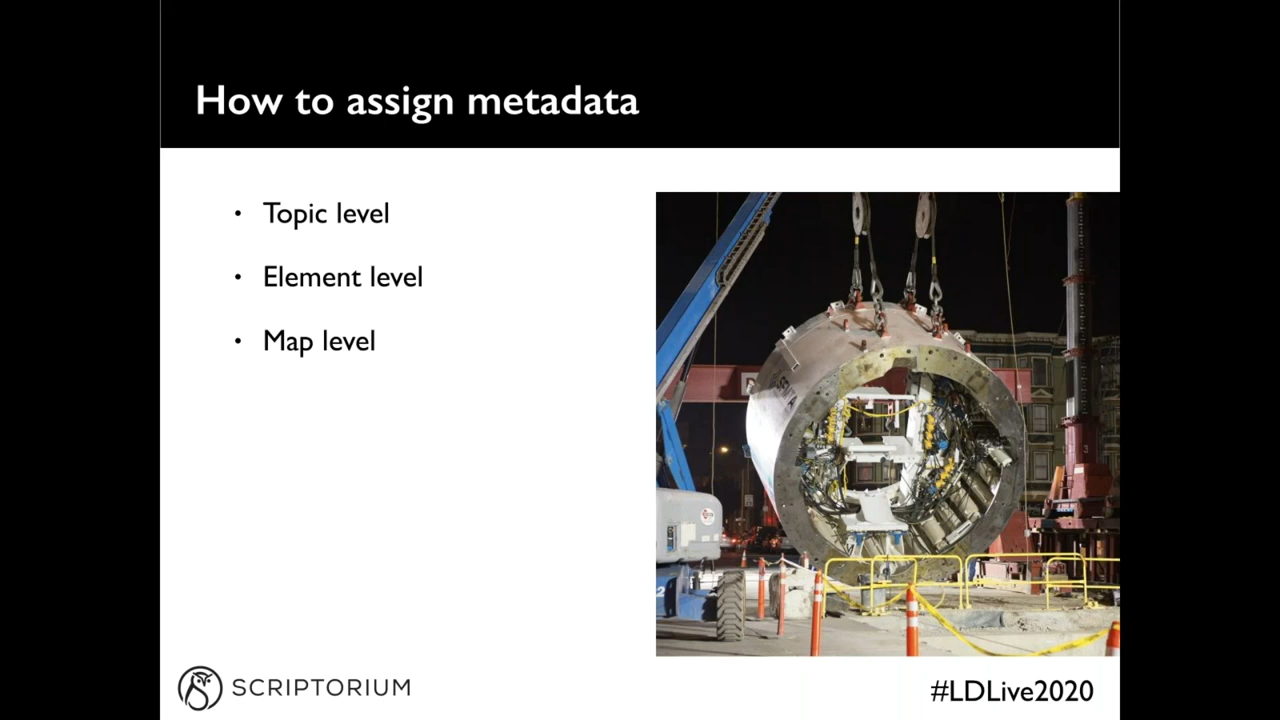 How to assign metadata
• Topic level
• Element level
• Map level
SCRIPTORIUM
#LDLive2020